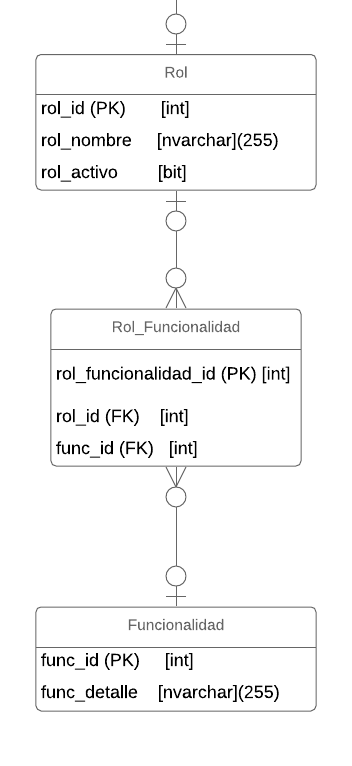 Rol
rol_id (PK) [int]
rol_nombre [nvarchar](255)
rol_activo [bit]
Rol_Funcionalidad
rol_funcionalidad_id (PK) [int]
rol_id (FK) [int]
func_id (FK) [int]
Funcionalidad
func_id (PK) [int]
func_detalle [nvarchar](255)